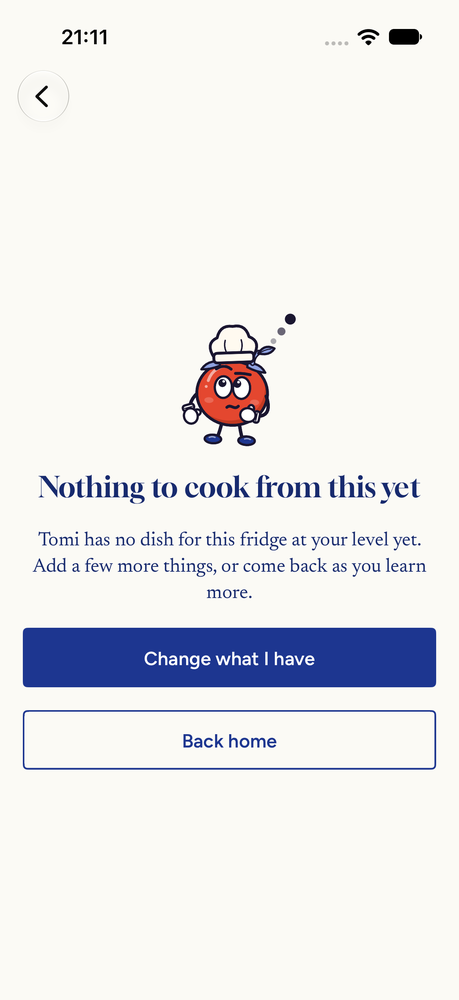 21:11
Nothing to cook from this yet
Tomi has no dish for this fridge at your level yet.
Add a few more things, or come back as you learn
more.
Change what I have
Back home